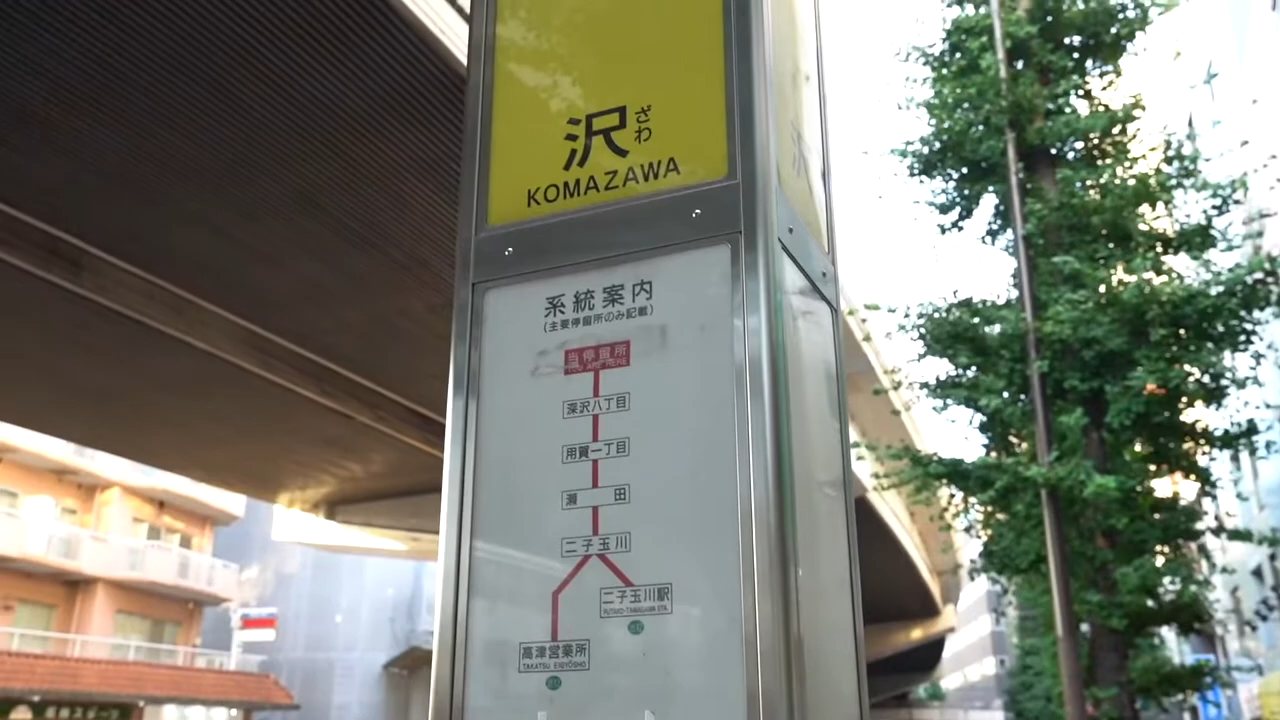 沢
ざわ
KOMAZAWA
系統案内
(主要停留所のみ記載)
当停留所
YOU ARE HERE
深沢八丁目
用賀一丁目
瀬田
二子玉川
二子玉川駅
FUTAKO-TAMAGAWA STA.
高津営業所
TAKATSU EIGYŌSHO